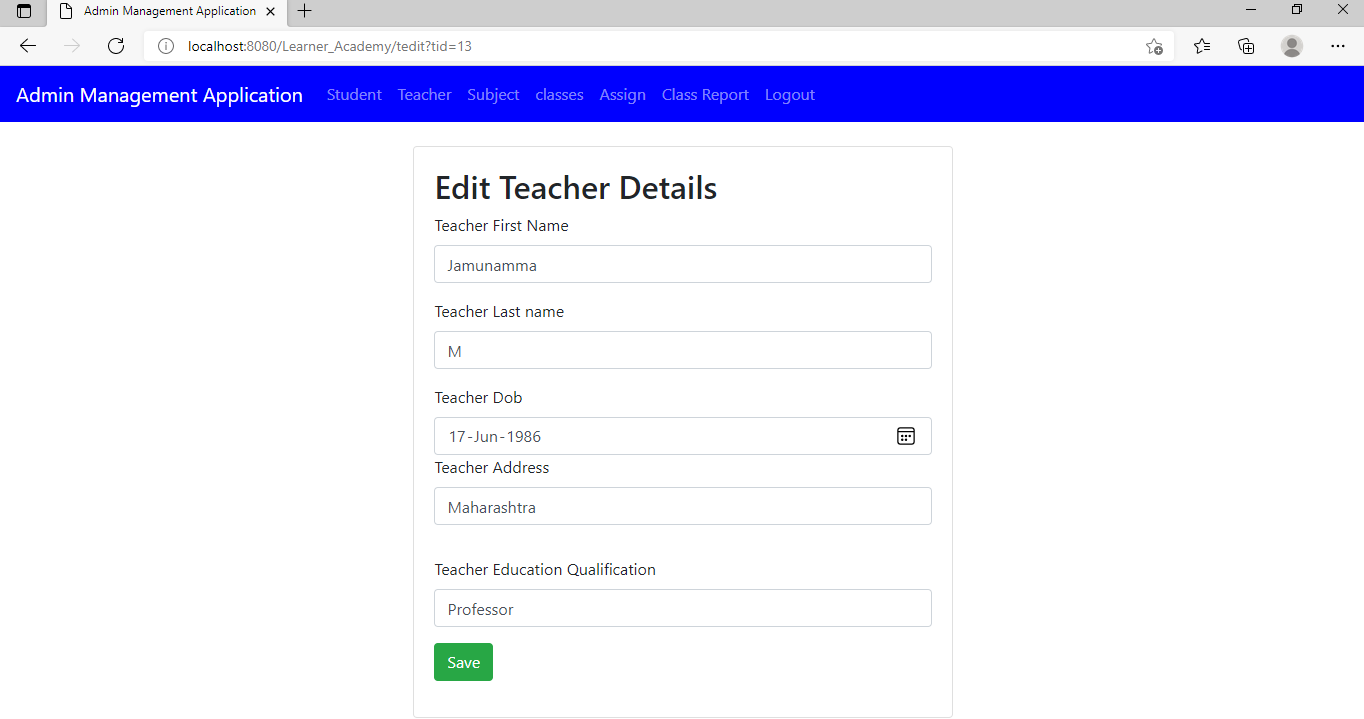 Admin Management Application
localhost:8080/Learner_Academy/tedit?tid=13
Admin Management Application Student Teacher Subject classes Assign Class Report Logout
Edit Teacher Details
Teacher First Name
Jamunamma
Teacher Last name
M
Teacher Dob
17-Jun-1986
Teacher Address
Maharashtra
Teacher Education Qualification
Professor
Save